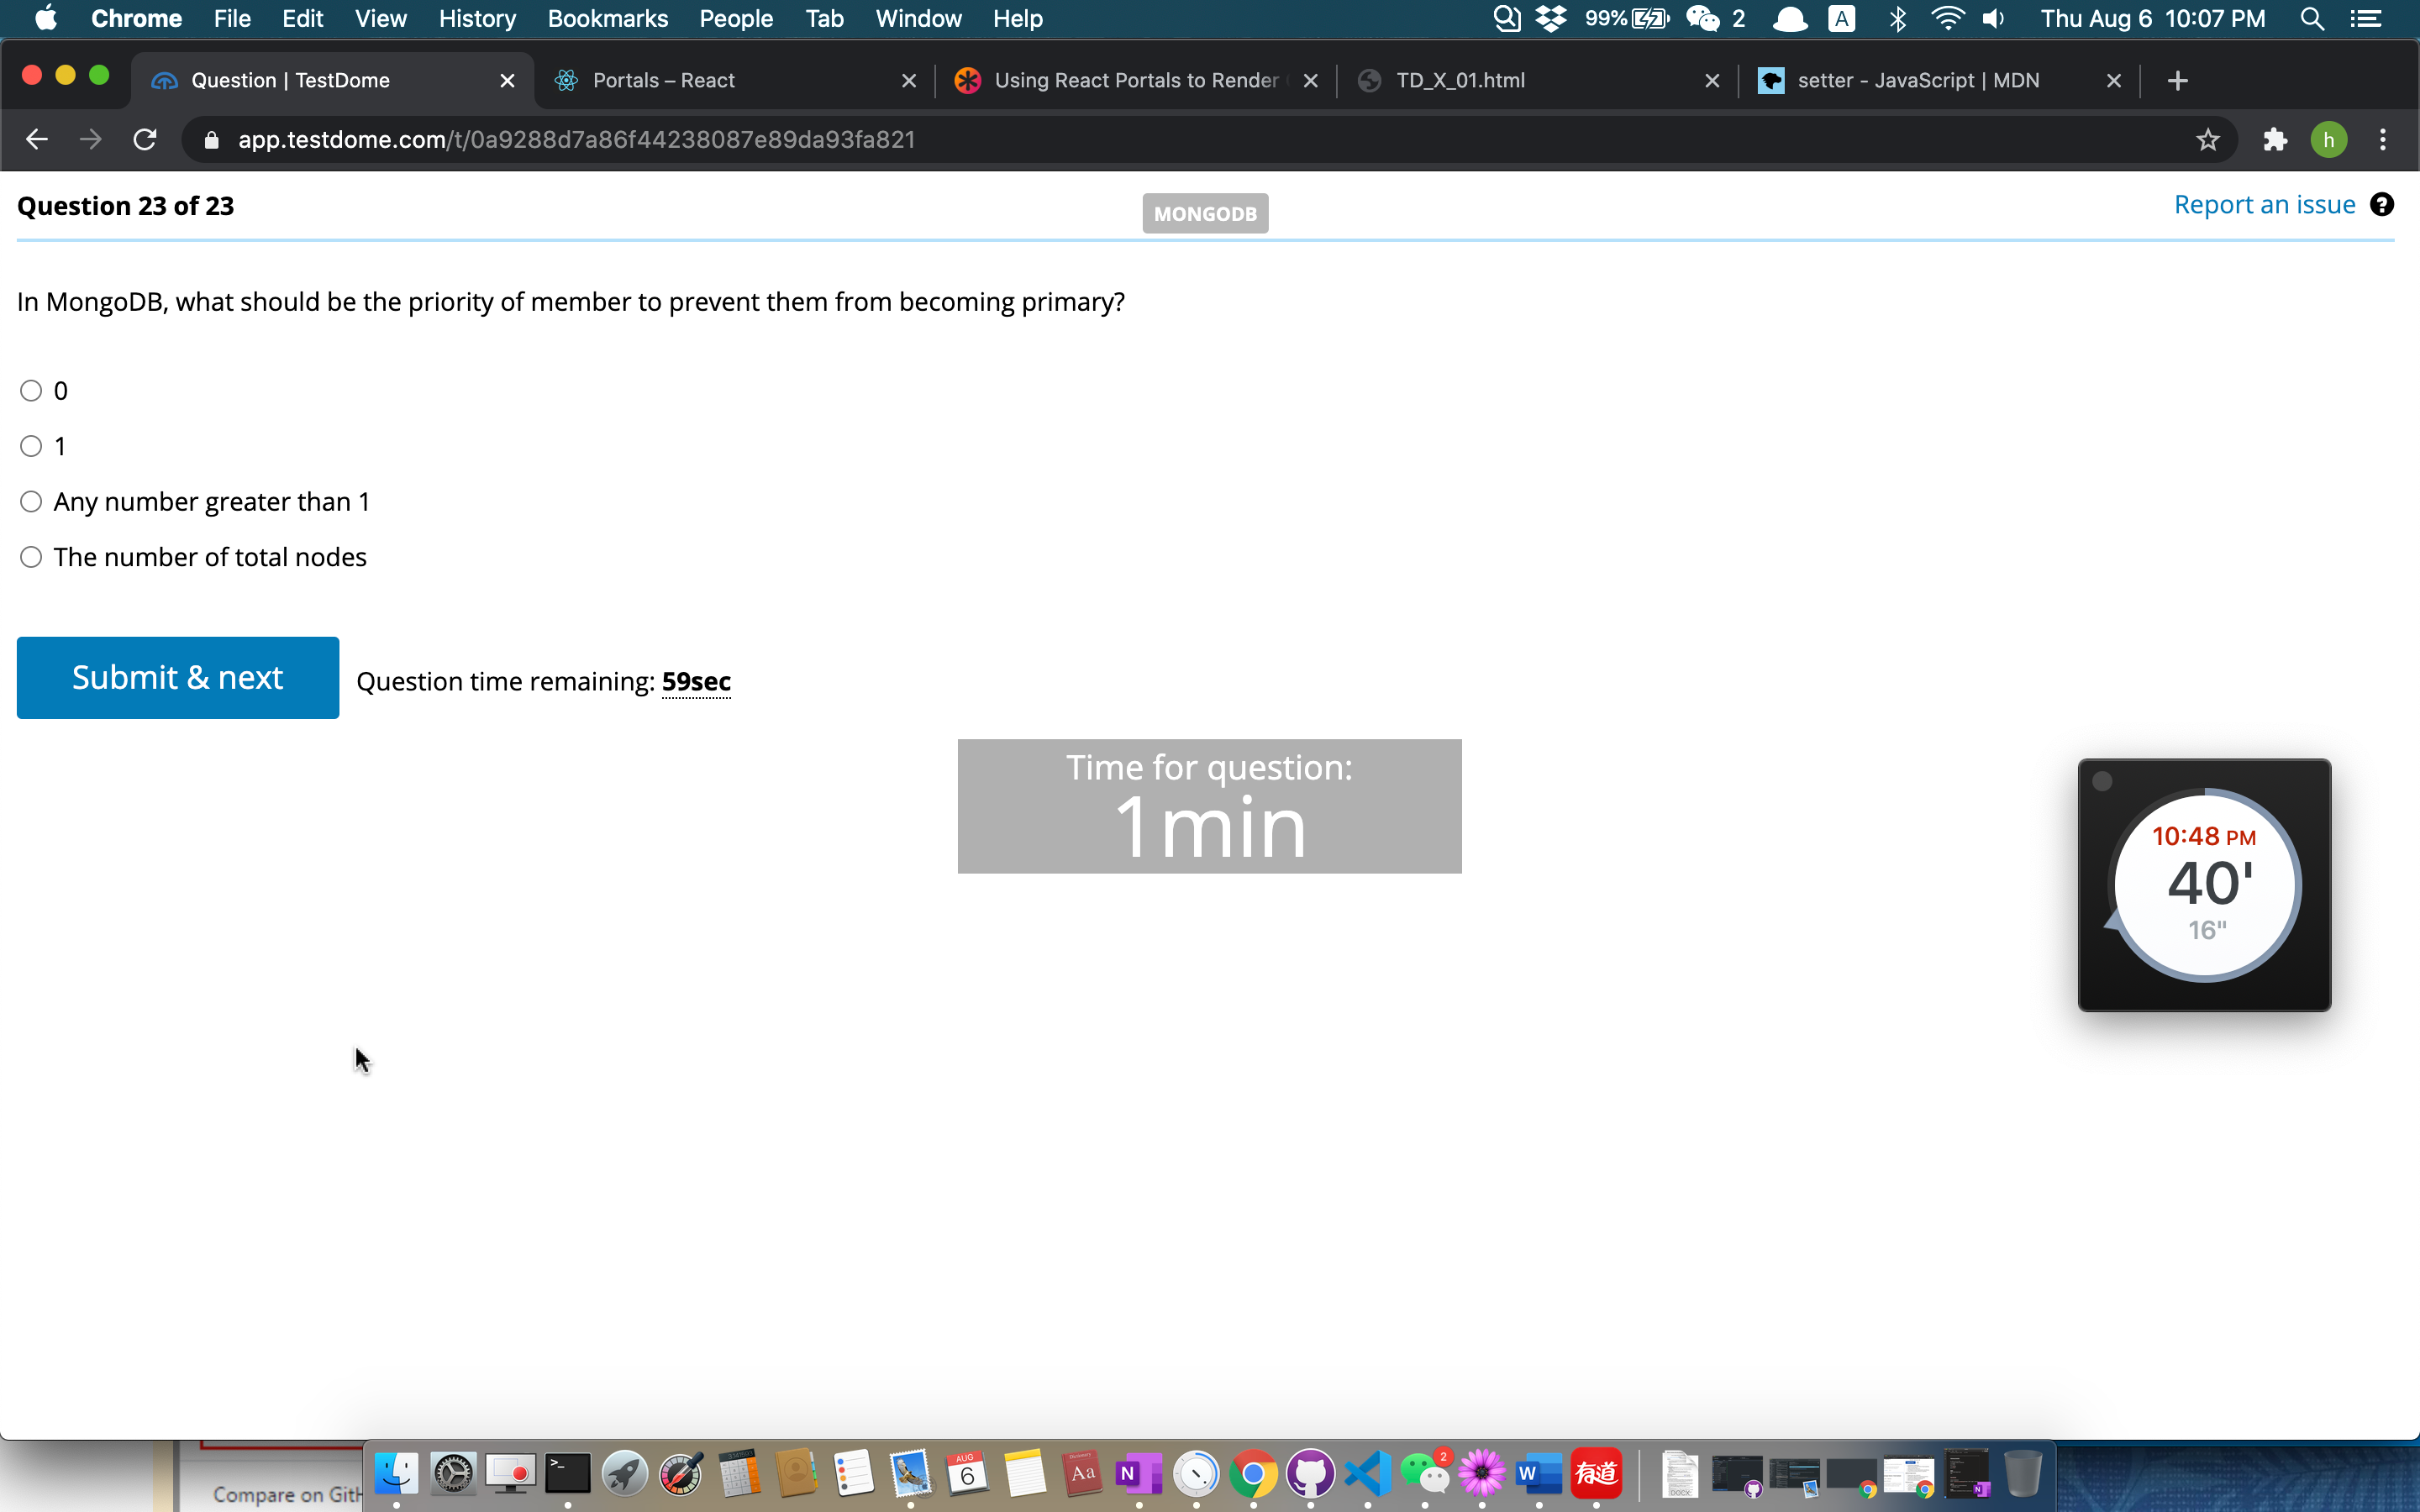 Chrome File Edit View History Bookmarks People Tab Window Help 99% 2 A Thu Aug 6 10:07 PM
Question | TestDome Portals – React Using React Portals to Render TD_X_01.html setter - JavaScript | MDN
app.testdome.com/t/0a9288d7a86f44238087e89da93fa821 h
Question 23 of 23 MONGODB Report an issue ?
In MongoDB, what should be the priority of member to prevent them from becoming primary?
0
1
Any number greater than 1
The number of total nodes
Submit & next Question time remaining: 59sec
Time for question:
1min
10:48 PM
40'
16"
AUG
6
Aa
N
2
W
有道
DOCX
Compare on GitH